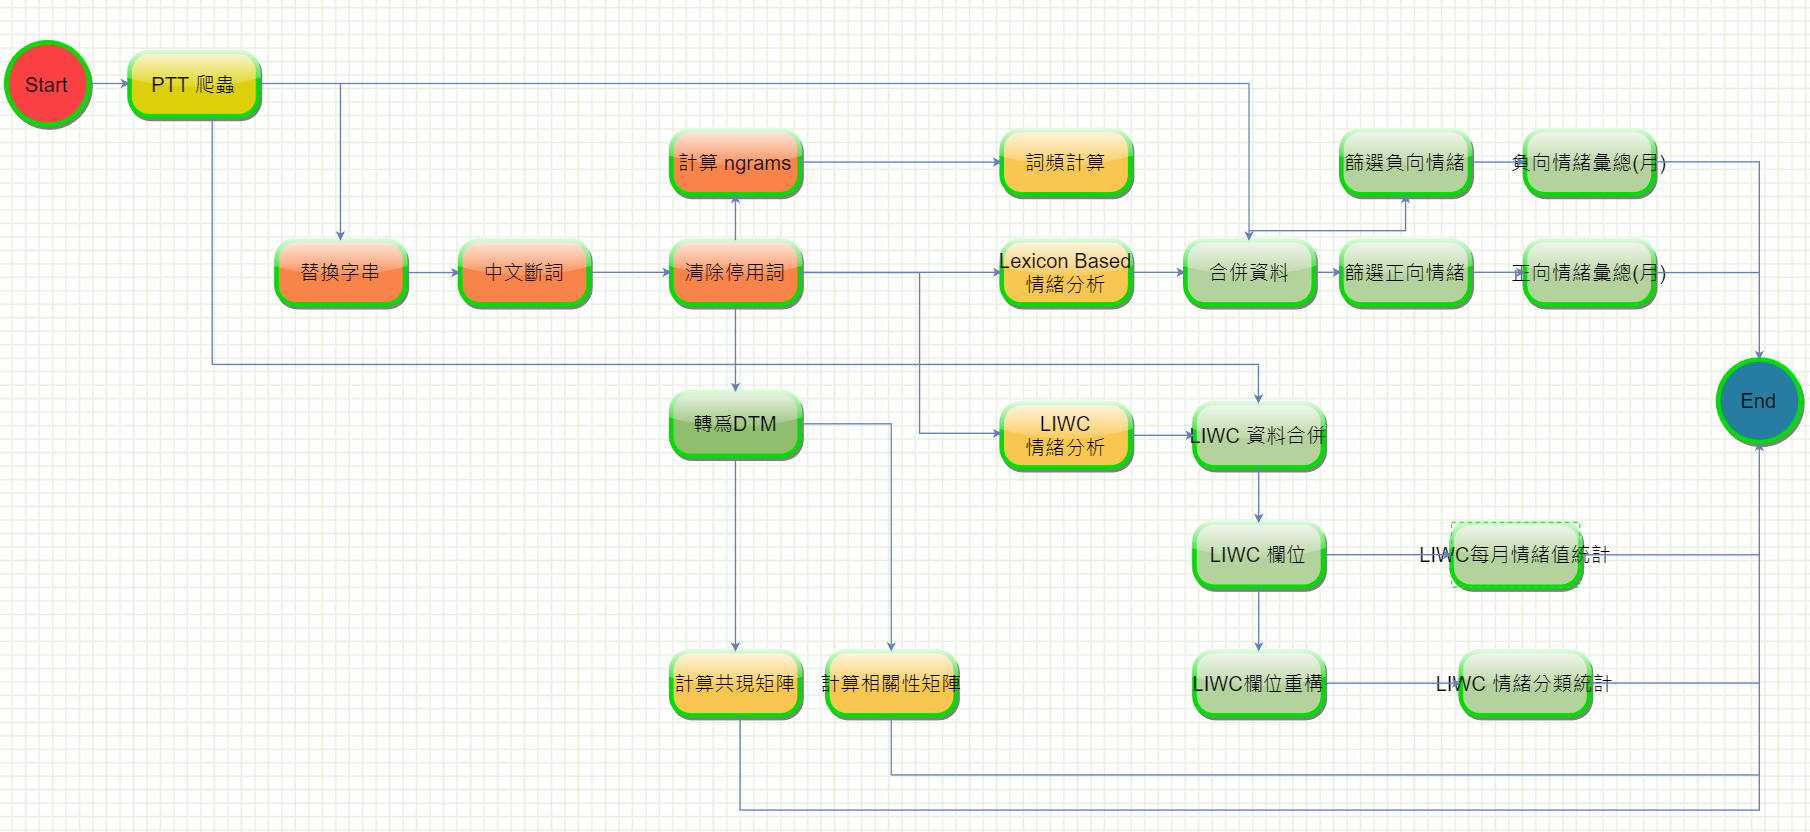 Start
PTT 爬蟲
計算 ngrams
詞頻計算
篩選負向情緒
負向情緒彙總(月)
替換字串
中文斷詞
清除停用詞
Lexicon Based
情緒分析
合併資料
篩選正向情緒
正向情緒彙總(月)
End
轉爲DTM
LIWC
情緒分析
LIWC 資料合併
LIWC 欄位
LIWC每月情緒值統計
計算共現矩陣
計算相關性矩陣
LIWC欄位重構
LIWC 情緒分類統計